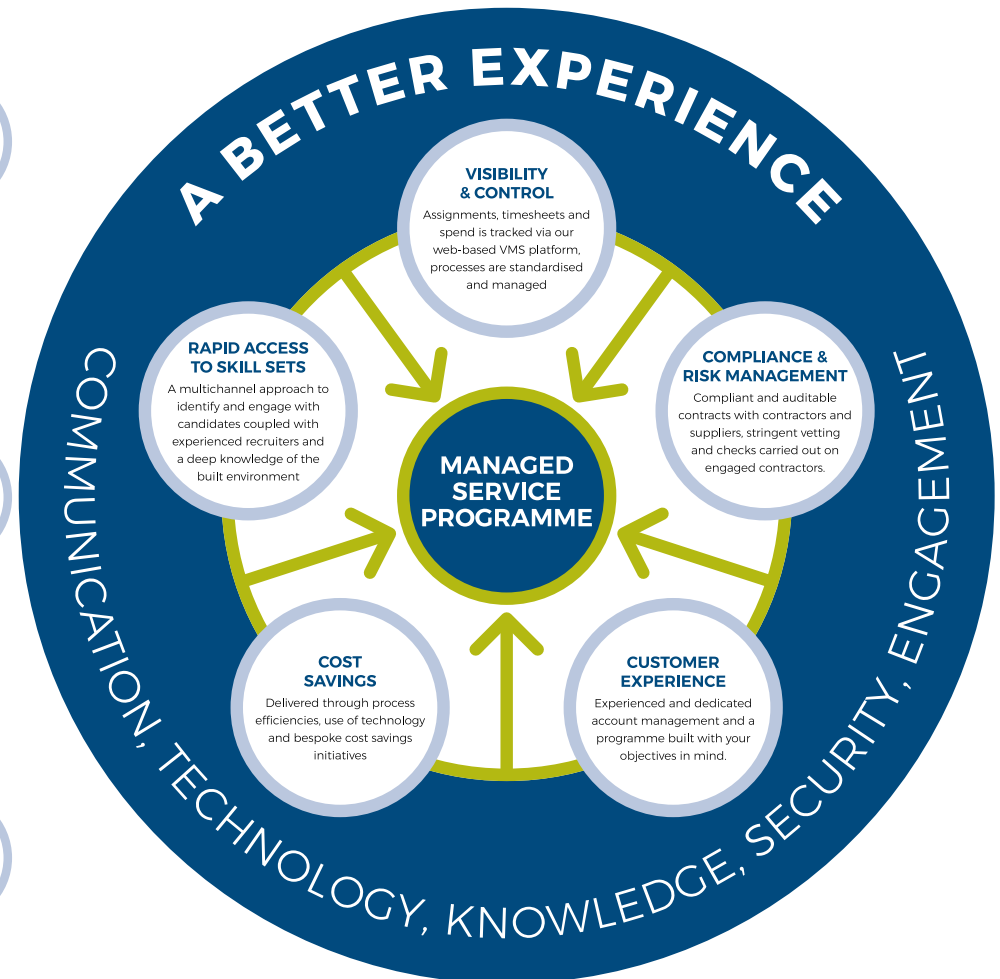 A BETTER EXPERIENCE
VISIBILITY
& CONTROL
Assignments, timesheets and
spend is tracked via our
web-based VMS platform,
processes are standardised
and managed
RAPID ACCESS
TO SKILL SETS
A multichannel approach to
identify and engage with
candidates coupled with
experienced recruiters and
a deep knowledge of the
built environment
COMPLIANCE &
RISK MANAGEMENT
Compliant and auditable
contracts with contractors and
suppliers, stringent vetting
and checks carried out on
engaged contractors.
MANAGED
SERVICE
PROGRAMME
COST
SAVINGS
Delivered through process
efficiencies, use of technology
and bespoke cost savings
initiatives
CUSTOMER
EXPERIENCE
Experienced and dedicated
account management and a
programme built with your
objectives in mind.
COMMUNICATION, TECHNOLOGY, KNOWLEDGE, SECURITY, ENGAGEMENT